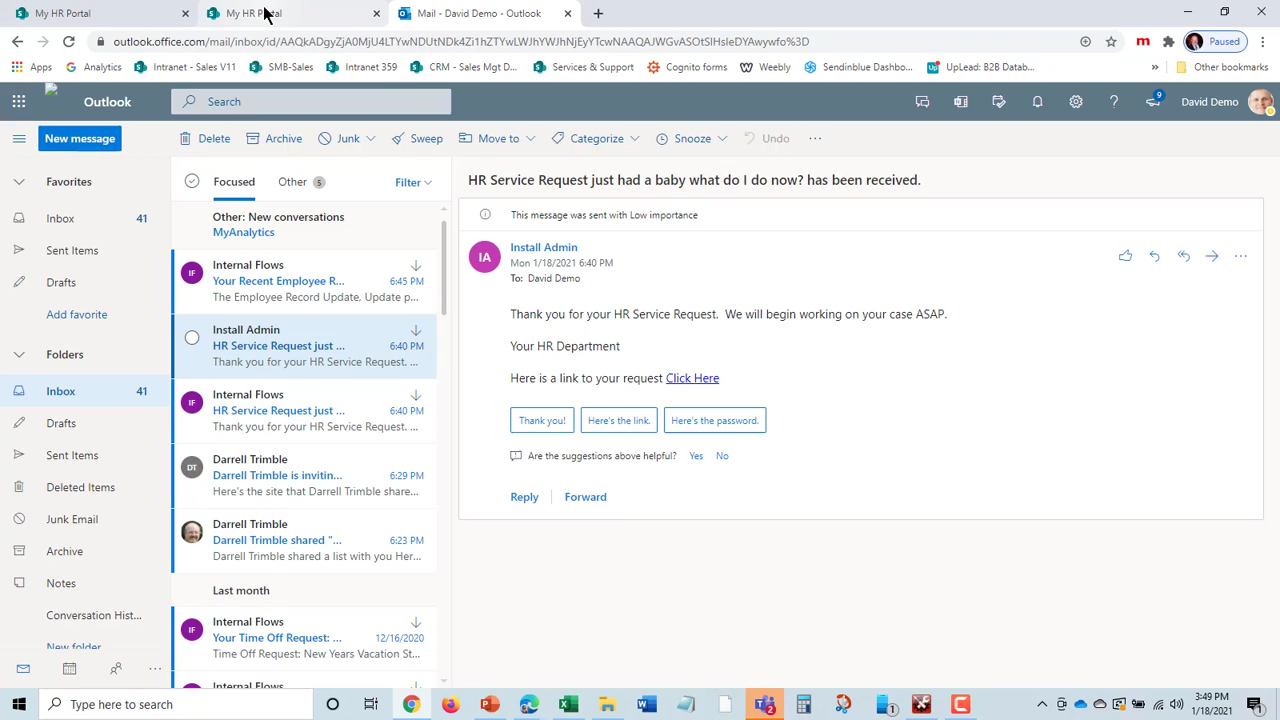 My HR Portal
My HR Portal
Mail - David Demo - Outlook
outlook.office.com/mail/inbox/id/AAQkADgyZjA0MjU4LTYwNDUtNDk4Zi1hZTYwLWJhYWJhNjEyYTcwNAAQAJWGvASOtSlHsleDYAwywfo%3D
Paused
Apps
Analytics
Intranet - Sales V11
SMB-Sales
Intranet 359
CRM - Sales Mgt D...
Services & Support
Cognito forms
Weebly
Sendinblue Dashbo...
UpLead: B2B Datab...
Other bookmarks
Outlook
Search
9
David Demo
New message
Delete
Archive
Junk
Sweep
Move to
Categorize
Snooze
Undo
Favorites
Inbox 41
Sent Items
Drafts
Add favorite
Folders
Inbox 41
Drafts
Sent Items
Deleted Items
Junk Email
Archive
Notes
Conversation Hist...
New folder
Focused
Other 5
Filter
Other: New conversations
MyAnalytics
IF
Internal Flows
Your Recent Employee R... 6:45 PM
The Employee Record Update, Update p...
Install Admin
HR Service Request just ... 6:40 PM
Thank you for your HR Service Request. ...
IF
Internal Flows
HR Service Request just ... 6:40 PM
Thank you for your HR Service Request. ...
DT
Darrell Trimble
Darrell Trimble is invitin... 6:29 PM
Here's the site that Darrell Trimble share...
Darrell Trimble
Darrell Trimble shared "... 6:23 PM
Darrell Trimble shared a list with you Her...
Last month
IF
Internal Flows
Your Time Off Request: ... 12/16/2020
Time Off Request: New Years Vacation St...
Internal Flows
HR Service Request just had a baby what do I do now? has been received.
This message was sent with Low importance
IA
Install Admin
Mon 1/18/2021 6:40 PM
To: David Demo
Thank you for your HR Service Request. We will begin working on your case ASAP.
Your HR Department
Here is a link to your request Click Here
Thank you!
Here's the link.
Here's the password.
Are the suggestions above helpful? Yes No
Reply
Forward
Type here to search
3:49 PM
1/18/2021